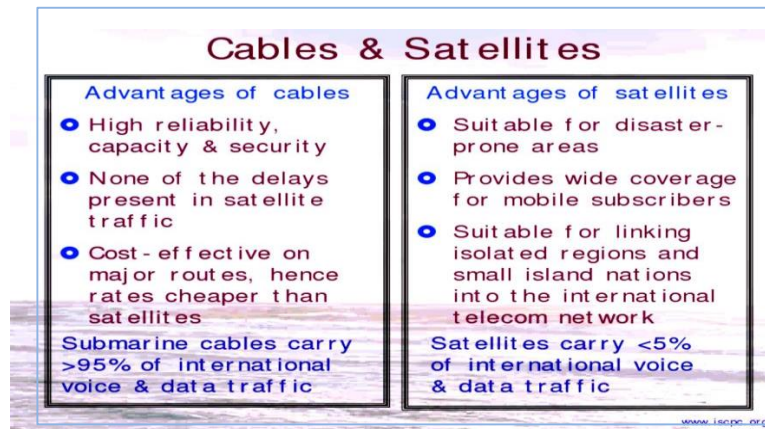 Cables & Satellites
Advantages of cables
High reliability,
capacity & security
None of the delays
present in satellite
traffic
Cost-effective on
major routes, hence
rates cheaper than
satellites
Submarine cables carry
>95% of international
voice & data traffic
Advantages of satellites
Suitable for disaster-
prone areas
Provides wide coverage
for mobile subscribers
Suitable for linking
isolated regions and
small island nations
into the international
telecom network
Satellites carry <5%
of international voice
& data traffic
www.iscpc.org